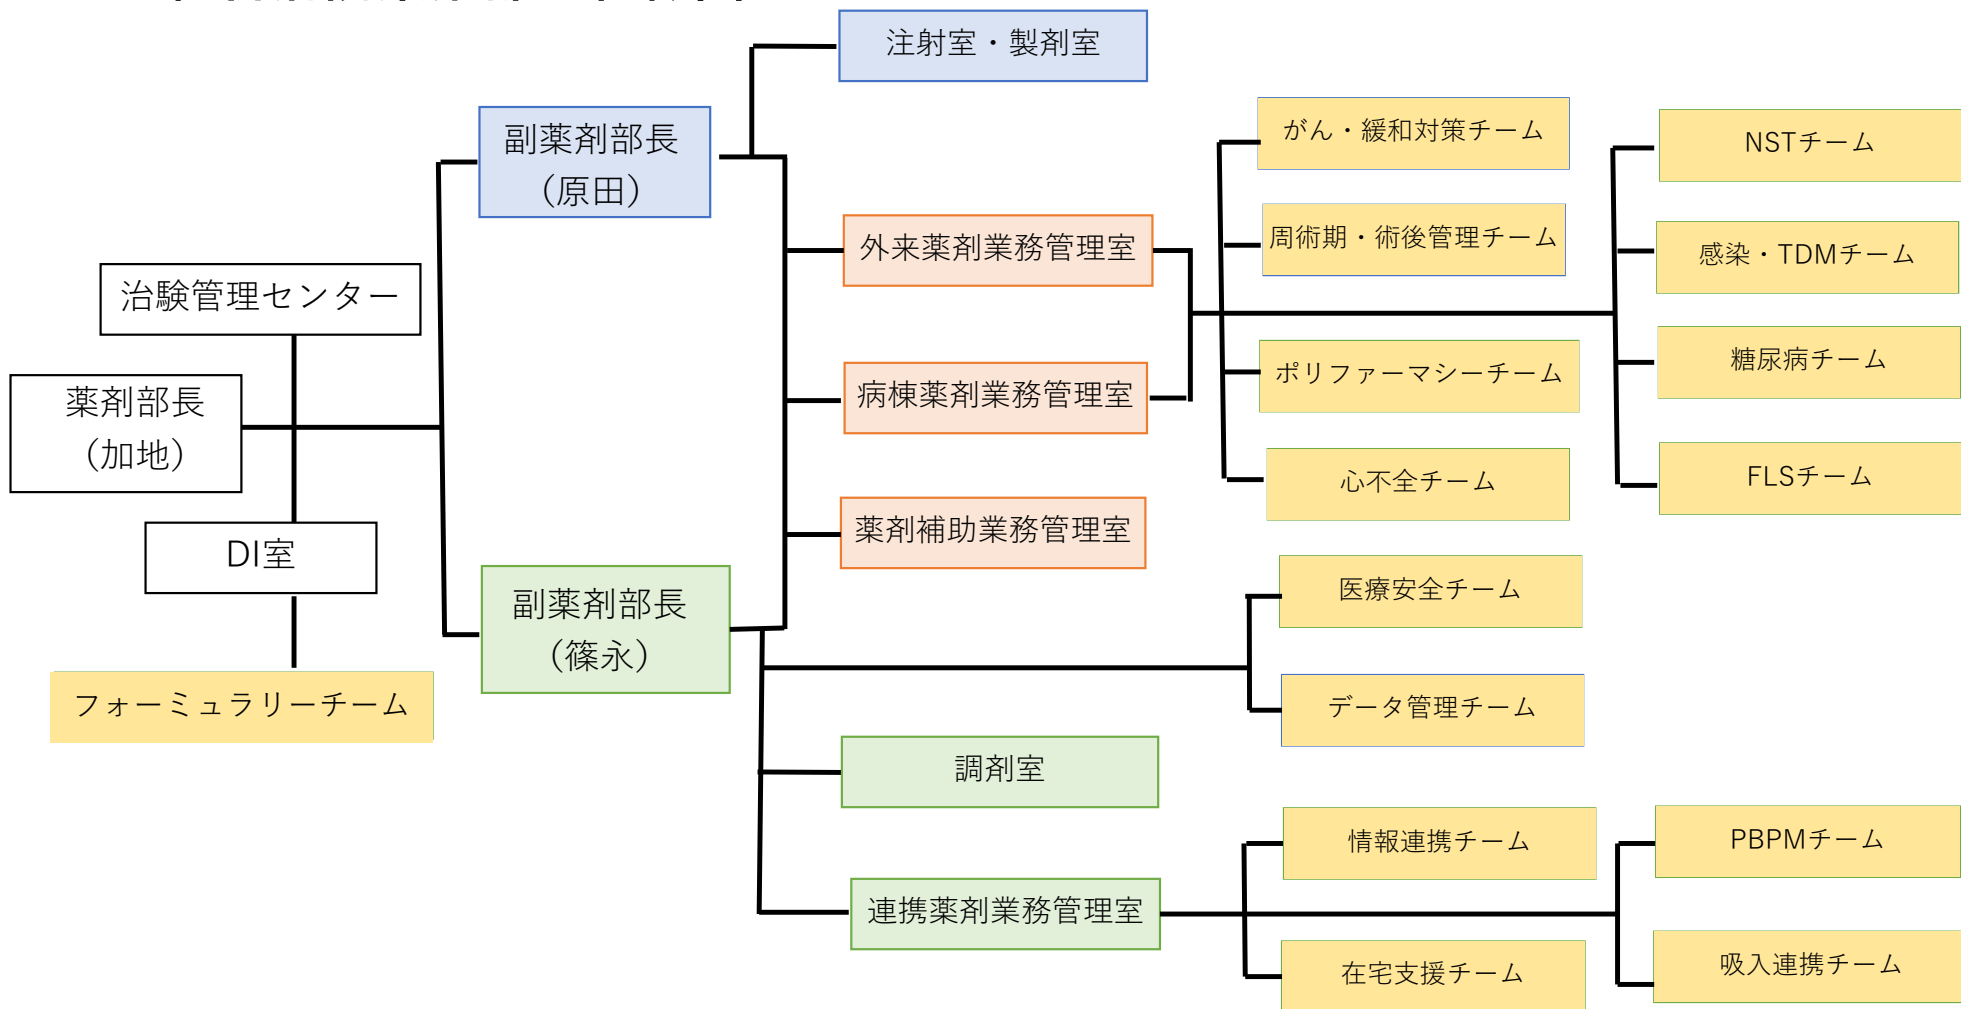 注射室・製剤室
副薬剤部長
（原田）
がん・緩和対策チーム
NSTチーム
周術期・術後管理チーム
外来薬剤業務管理室
感染・TDMチーム
治験管理センター
薬剤部長
（加地）
ポリファーマシーチーム
糖尿病チーム
病棟薬剤業務管理室
心不全チーム
FLSチーム
薬剤補助業務管理室
DI室
副薬剤部長
（篠永）
医療安全チーム
フォーミュラリーチーム
データ管理チーム
調剤室
情報連携チーム
PBPMチーム
連携薬剤業務管理室
在宅支援チーム
吸入連携チーム